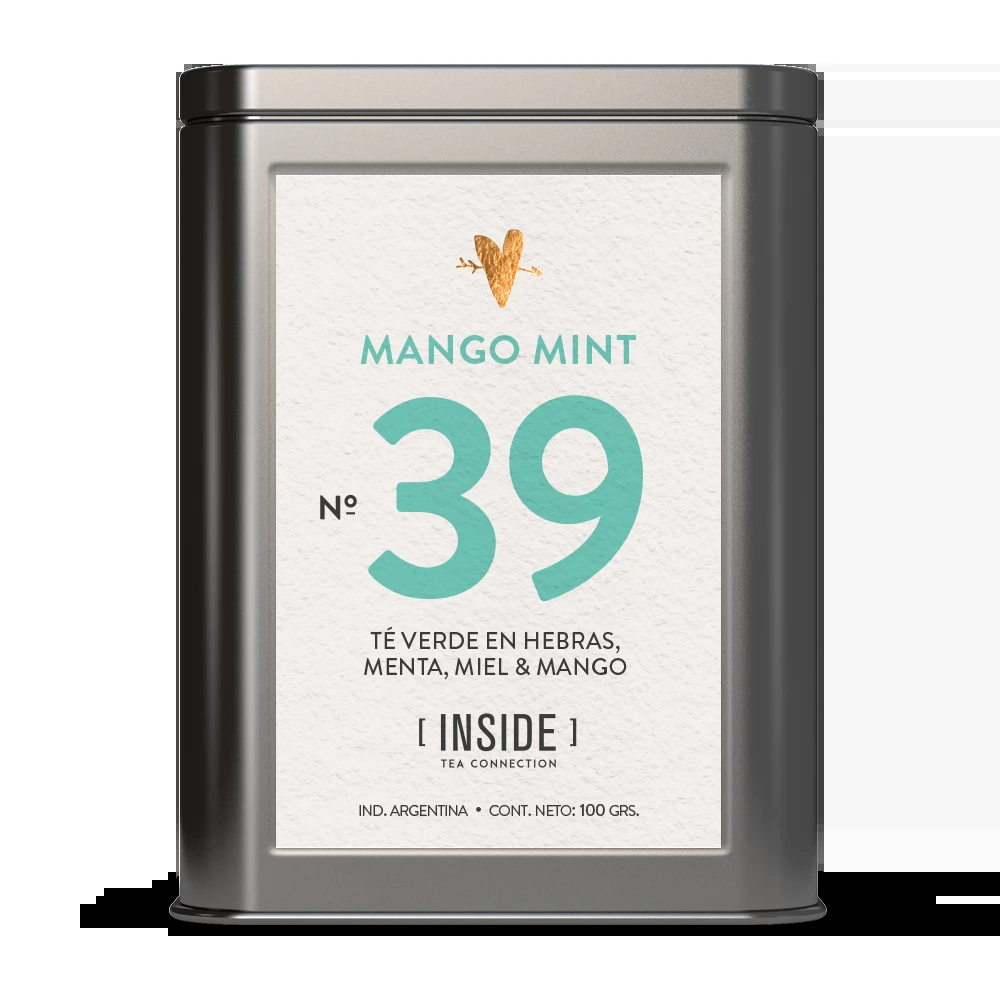 MANGO MINT
Nº 39
TÉ VERDE EN HEBRAS,
MENTA, MIEL & MANGO
[ INSIDE ]
TEA CONNECTION
IND. ARGENTINA • CONT. NETO: 100 GRS.